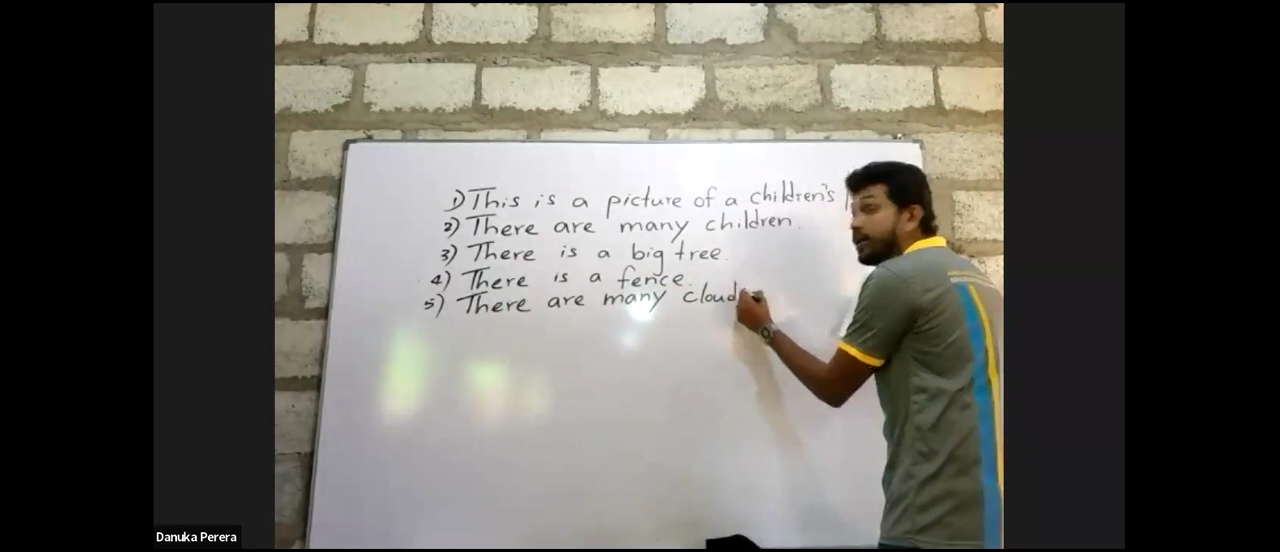 1) This is a picture of a children's
2) There are many children.
3) There is a big tree.
4) There is a fence.
5) There are many cloud
Danuka Perera